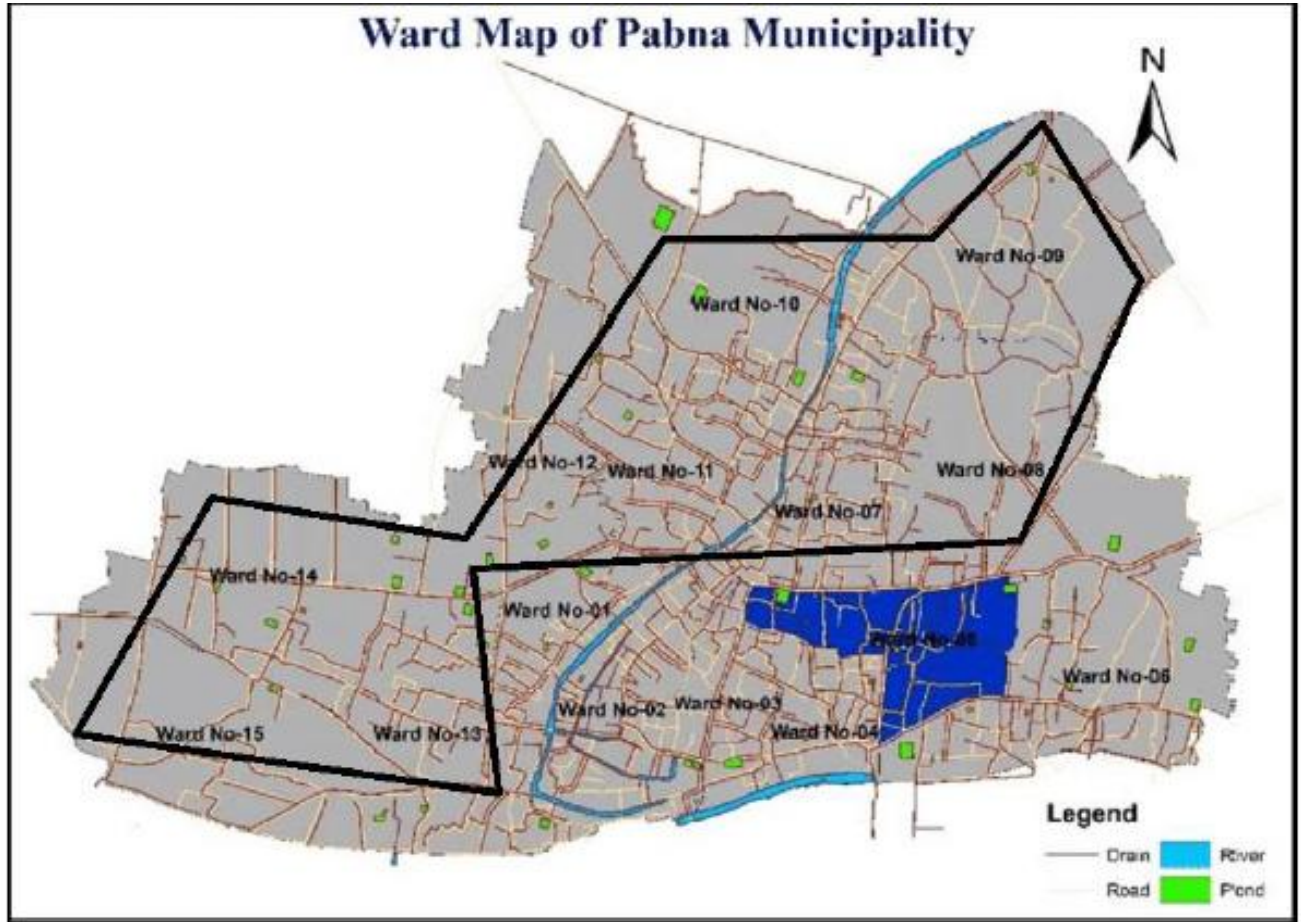 Ward Map of Pabna Municipality
N
Ward No-09
Ward No-10
Ward No-12
Ward No-11
Ward No-08
Ward No-07
Ward No-14
Ward No-01
Ward No-06
Ward No-02
Ward No-03
Ward No-15
Ward No-13
Ward No-04
Legend
Drain
River
Road
Pond